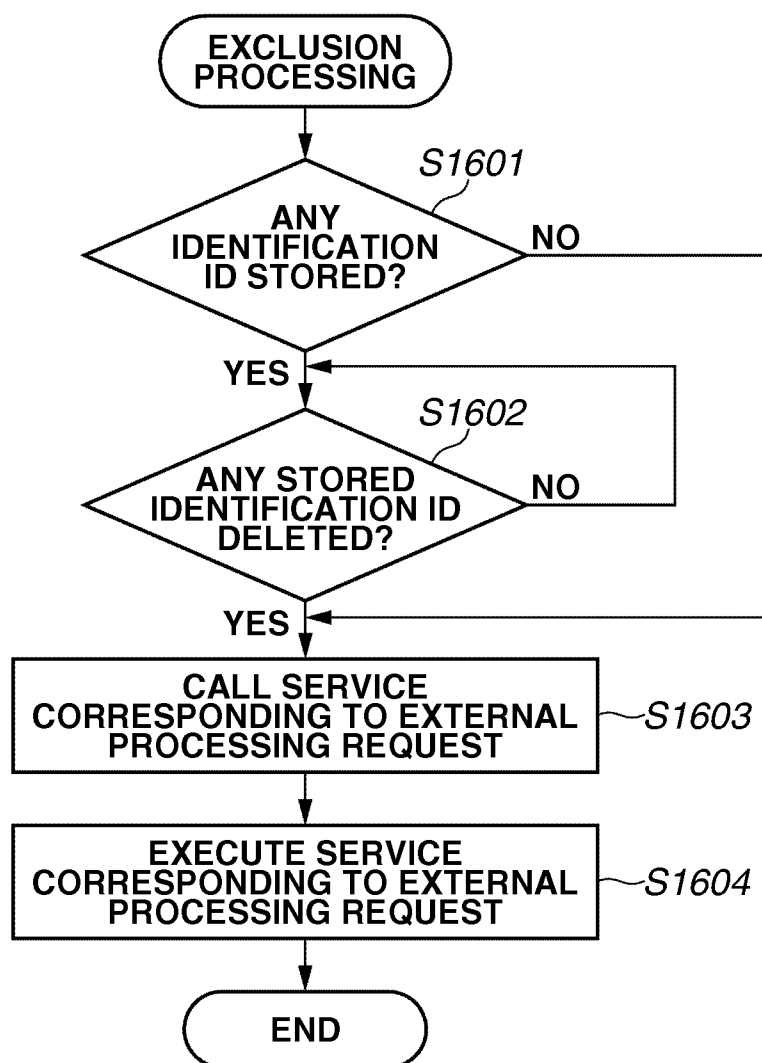 EXCLUSION
PROCESSING
S1601
ANY
IDENTIFICATION
ID STORED?
NO
YES
S1602
ANY STORED
IDENTIFICATION ID
DELETED?
NO
YES
CALL SERVICE
CORRESPONDING TO EXTERNAL
PROCESSING REQUEST
S1603
EXECUTE SERVICE
CORRESPONDING TO EXTERNAL
PROCESSING REQUEST
S1604
END